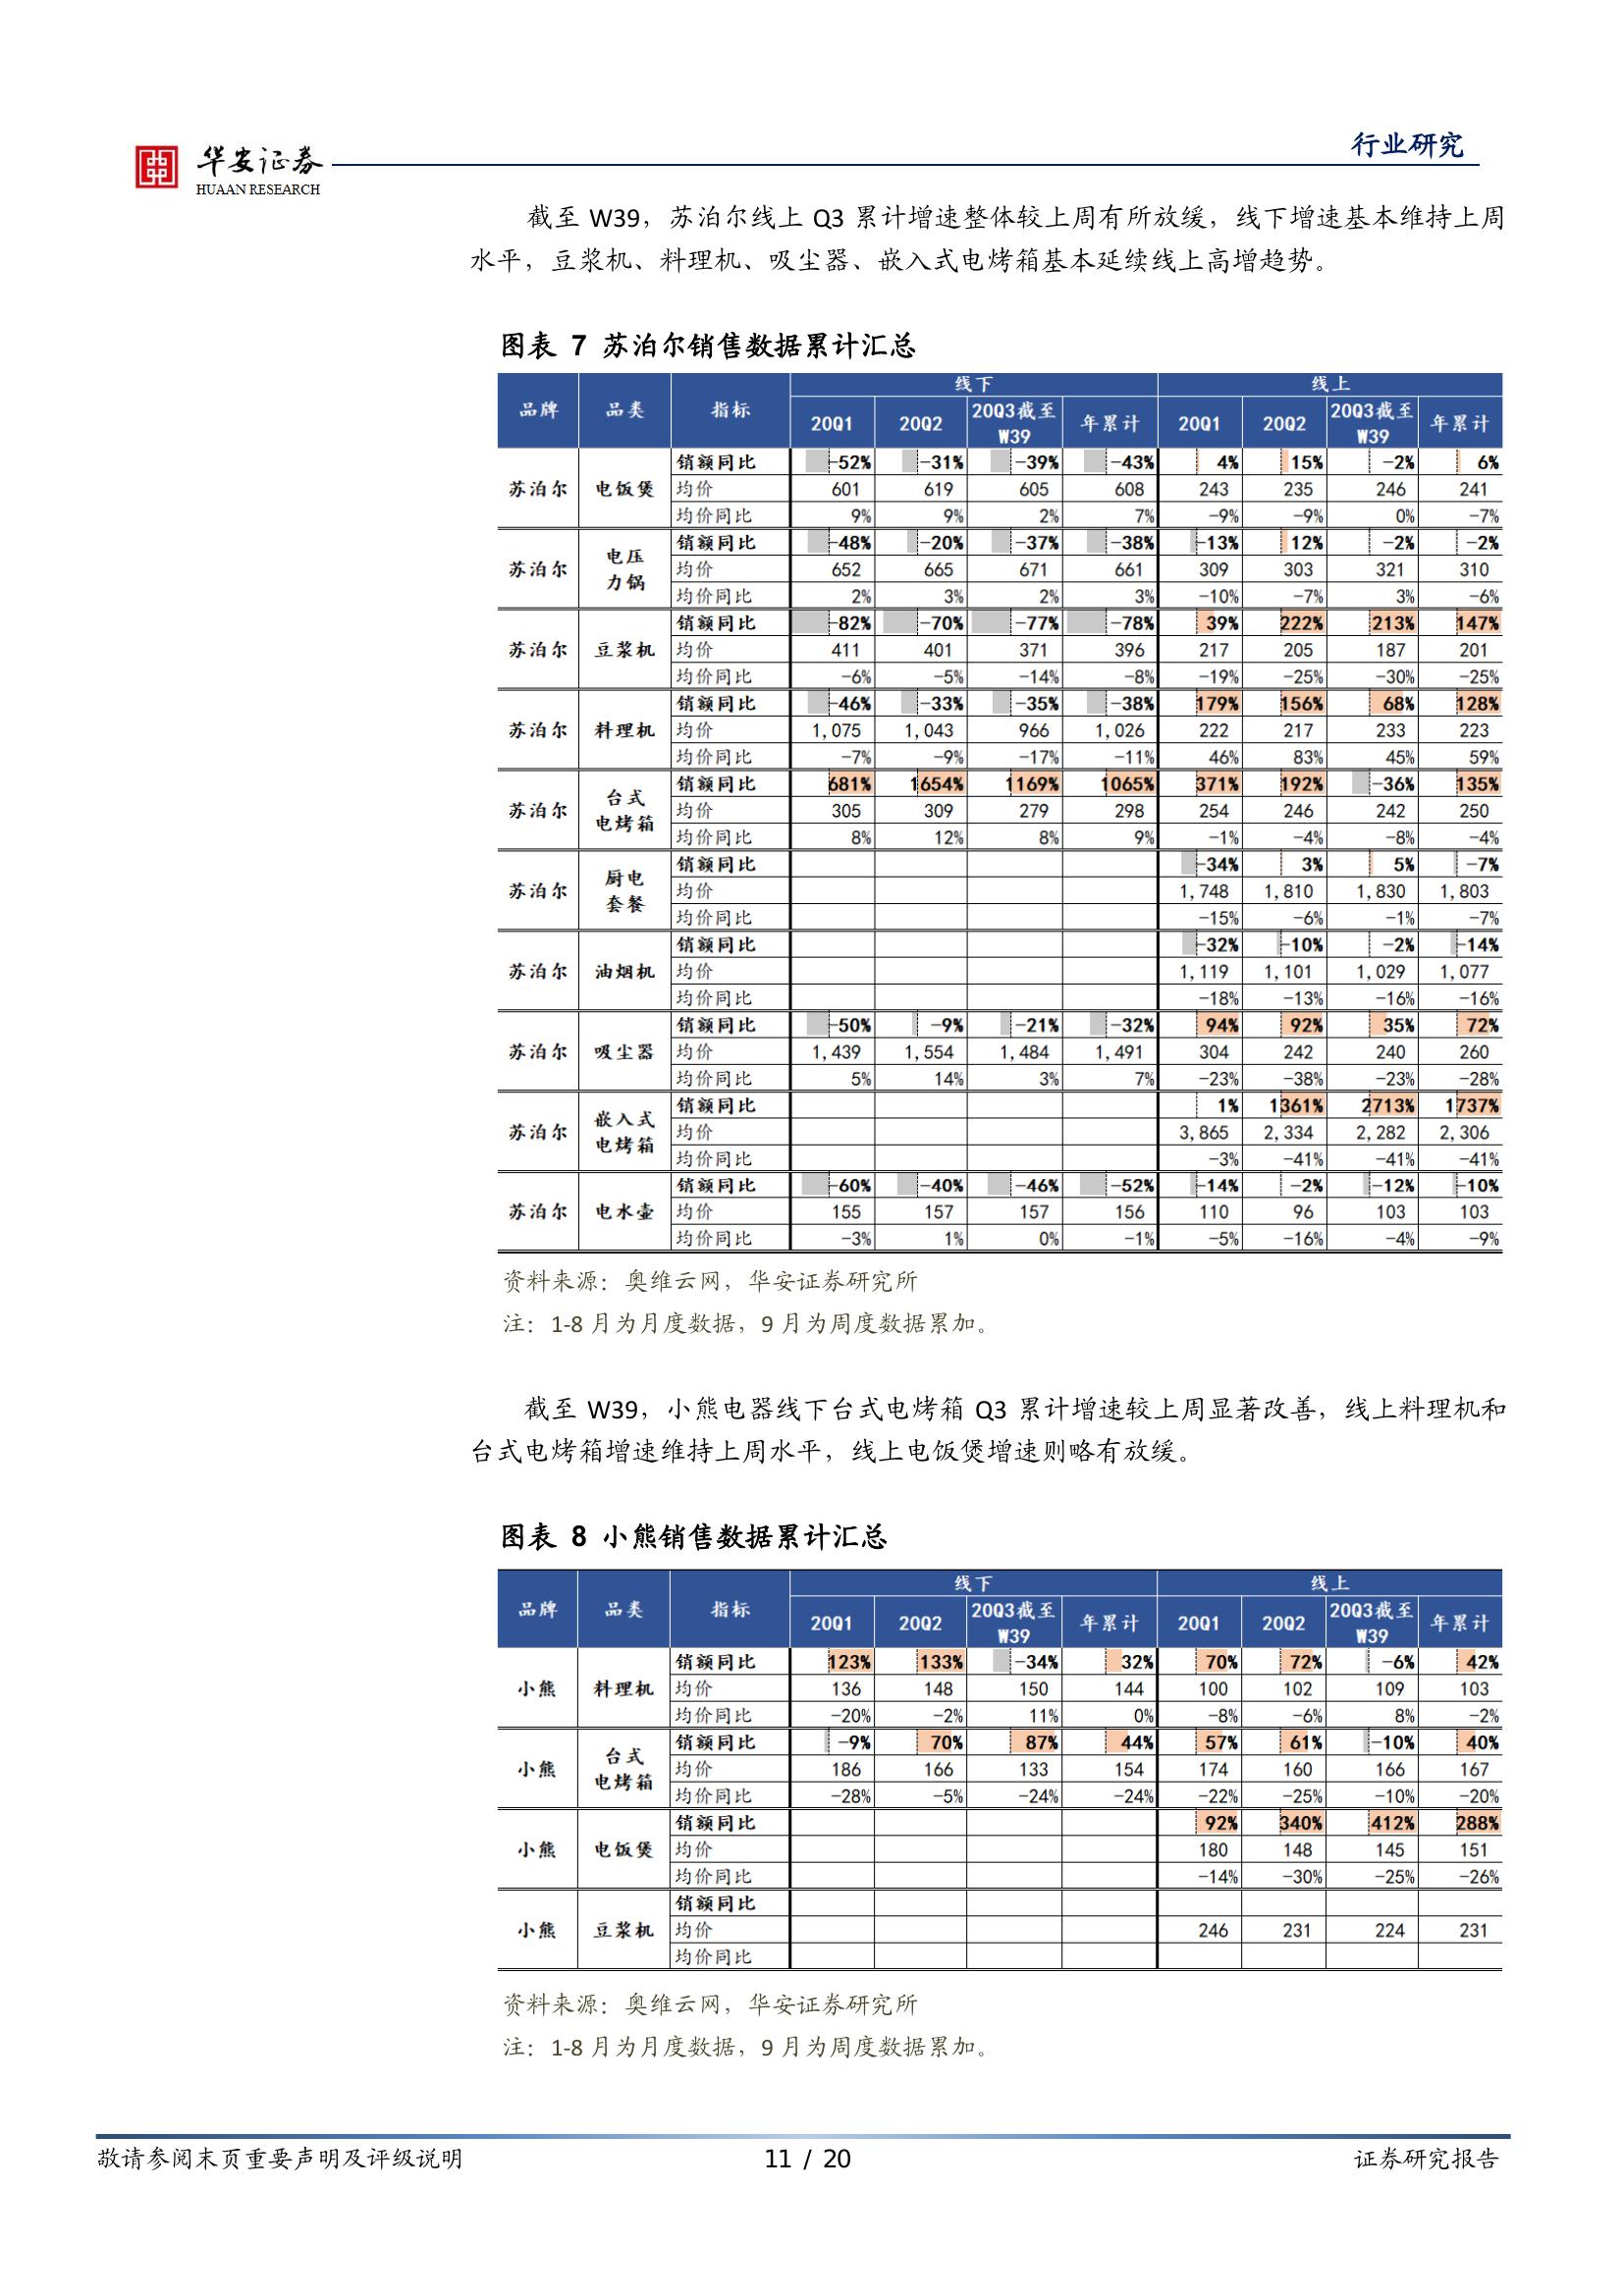 华安证券
HUAAN RESEARCH
行业研究
截至 W39，苏泊尔线上 Q3 累计增速整体较上周有所放缓，线下增速基本维持上周
水平，豆浆机、料理机、吸尘器、嵌入式电烤箱基本延续线上高增趋势。
图表 7 苏泊尔销售数据累计汇总
品牌 品类 指标 线下 线上
20Q1 20Q2 20Q3截至W39 年累计 20Q1 20Q2 20Q3截至W39 年累计
苏泊尔 电饭煲 销额同比 -52% -31% -39% -43% 4% 15% -2% 6%
均价 601 619 605 608 243 235 246 241
均价同比 9% 9% 2% 7% -9% -9% 0% -7%
苏泊尔 电压力锅 销额同比 -48% -20% -37% -38% -13% 12% -2% -2%
均价 652 665 671 661 309 303 321 310
均价同比 2% 3% 2% 3% -10% -7% 3% -6%
苏泊尔 豆浆机 销额同比 -82% -70% -77% -78% 39% 222% 213% 147%
均价 411 401 371 396 217 205 187 201
均价同比 -6% -5% -14% -8% -19% -25% -30% -25%
苏泊尔 料理机 销额同比 -46% -33% -35% -38% 179% 156% 68% 128%
均价 1,075 1,043 966 1,026 222 217 233 223
均价同比 -7% -9% -17% -11% 46% 83% 45% 59%
苏泊尔 台式电烤箱 销额同比 681% 1654% 1169% 1065% 371% 192% -36% 135%
均价 305 309 279 298 254 246 242 250
均价同比 8% 12% 8% 9% -1% -4% -8% -4%
苏泊尔 厨电套餐 销额同比 -34% 3% 5% -7%
均价 1,748 1,810 1,830 1,803
均价同比 -15% -6% -1% -7%
苏泊尔 油烟机 销额同比 -32% -10% -2% -14%
均价 1,119 1,101 1,029 1,077
均价同比 -18% -13% -16% -16%
苏泊尔 吸尘器 销额同比 -50% -9% -21% -32% 94% 92% 35% 72%
均价 1,439 1,554 1,484 1,491 304 242 240 260
均价同比 5% 14% 3% 7% -23% -38% -23% -28%
苏泊尔 嵌入式电烤箱 销额同比 1% 1361% 2713% 1737%
均价 3,865 2,334 2,282 2,306
均价同比 -3% -41% -41% -41%
苏泊尔 电水壶 销额同比 -60% -40% -46% -52% -14% -2% -12% -10%
均价 155 157 157 156 110 96 103 103
均价同比 -3% 1% 0% -1% -5% -16% -4% -9%
资料来源：奥维云网，华安证券研究所
注：1-8 月为月度数据，9 月为周度数据累加。
截至 W39，小熊电器线下台式电烤箱 Q3 累计增速较上周显著改善，线上料理机和
台式电烤箱增速维持上周水平，线上电饭煲增速则略有放缓。
图表 8 小熊销售数据累计汇总
品牌 品类 指标 线下 线上
20Q1 20Q2 20Q3截至W39 年累计 20Q1 20Q2 20Q3截至W39 年累计
小熊 料理机 销额同比 123% 133% -34% 32% 70% 72% -6% 42%
均价 136 148 150 144 100 102 109 103
均价同比 -20% -2% 11% 0% -8% -6% 8% -2%
小熊 台式电烤箱 销额同比 -9% 70% 87% 44% 57% 61% -10% 40%
均价 186 166 133 154 174 160 166 167
均价同比 -28% -5% -24% -24% -22% -25% -10% -20%
小熊 电饭煲 销额同比 92% 340% 412% 288%
均价 180 148 145 151
均价同比 -14% -30% -25% -26%
小熊 豆浆机 销额同比
均价 246 231 224 231
均价同比
资料来源：奥维云网，华安证券研究所
注：1-8 月为月度数据，9 月为周度数据累加。
敬请参阅末页重要声明及评级说明 11 / 20 证券研究报告